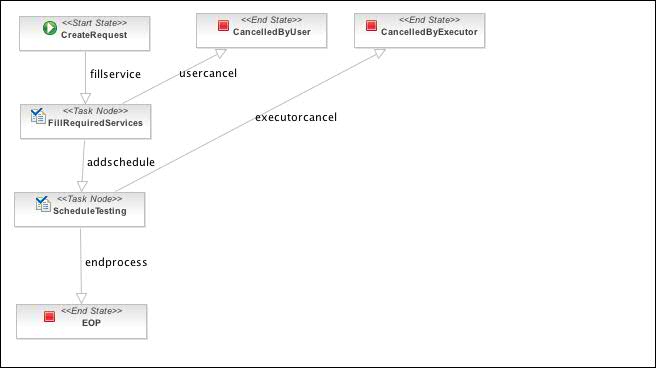 <<Start State>>
CreateRequest
<<End State>>
CancelledByUser
<<End State>>
CancelledByExecutor
fillservice
usercancel
<<Task Node>>
FillRequiredServices
executorcancel
addschedule
<<Task Node>>
ScheduleTesting
endprocess
<<End State>>
EOP